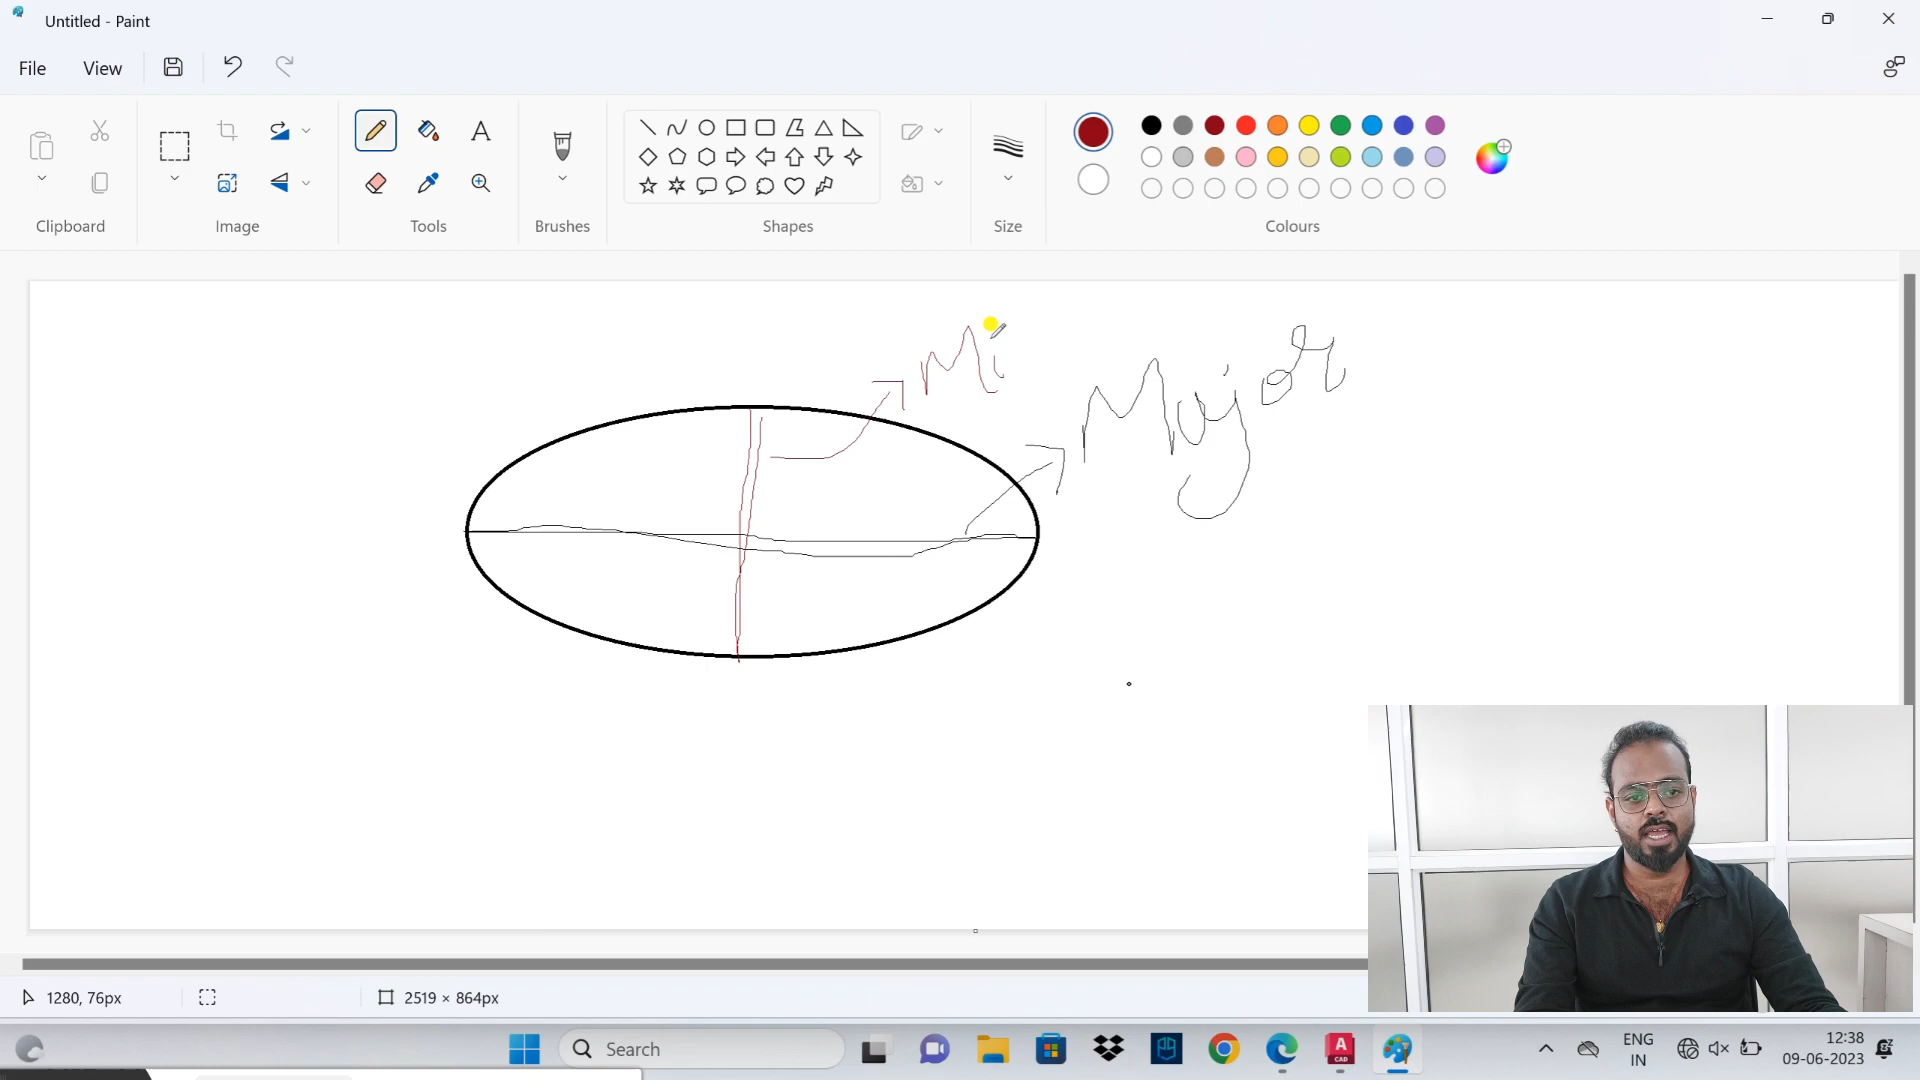 Untitled - Paint
File View
Clipboard Image Tools Brushes Shapes Size Colours
Mi
Major
1280, 76px 2519 × 864px
Search
ENG
IN
12:38
09-06-2023